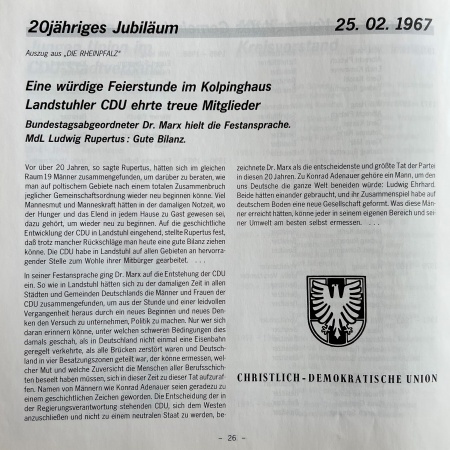 20jähriges Jubiläum 25. 02. 1967
Auszug aus „DIE RHEINPFALZ"
Eine würdige Feierstunde im Kolpinghaus
Landstuhler CDU ehrte treue Mitglieder
Bundestagsabgeordneter Dr. Marx hielt die Festansprache.
MdL Ludwig Rupertus : Gute Bilanz.
Vor über 20 Jahren, so sagte Rupertus, hätten sich im gleichen
Raum 19 Männer zusammengefunden, um darüber zu beraten, wie
man auf poltischem Gebiete nach einem totalen Zusammenbruch
jeglicher Gemeinschaftsordnung wieder neu beginnen könne. Viel
Mannesmut und Manneskraft hätten in der damaligen Notzeit, wo
der Hunger und das Elend in jedem Hause zu Gast gewesen sei,
dazu gehört, um wieder neu zu beginnen. Auf die geschichtliche
Entwicklung der CDU in Landstuhl eingehend, stellte Rupertus fest,
daß trotz mancher Rückschläge man heute eine gute Bilanz ziehen
könne. Die CDU habe in Landstuhl auf allen Gebieten an hervorra-
gender Stelle zum Wohle ihrer Mitbürger gearbeitet. . . .
In seiner Festansprache ging Dr. Marx auf die Entstehung der CDU
ein. So wie in Landstuhl hätten sich zu der damaligen Zeit in allen
Städten und Gemeinden Deutschlands die Männer und Frauen der
CDU zusammengefunden, um aus der Stunde und einer leidvollen
Vergangenheit heraus durch ein neues Beginnen und neues Den-
ken den Versuch zu unternehmen, Politik zu machen. Nur wer sich
daran erinnern könne, unter welchen schweren Bedingungen dies
damals geschah, als in Deutschland nicht einmal eine Eisenbahn
geregelt verkehrte, als alle Brücken zerstört waren und Deutsch-
land in vier Besatzungszonen geteilt war, der könne ermessen, wel-
cher Mut und welche Zuversicht die Menschen aller Berufsschich-
ten beseelt haben müssen, sich in dieser Zeit zu dieser Tat aufzuraf-
fen. Namen von Männern wie Konrad Adenauer seien geradezu zu
einem geschichtlichen Zeichen geworden. Die Entscheidung der in
der Regierungsverantwortung stehenden CDU, sich dem Westen
anzuschließen und nicht zu einem neutralen Staat zu werden, be-
zeichnete Dr. Marx als die entscheidenste und größte Tat der Partei
in diesen 20 Jahren. Zu Konrad Adenauer gehöre ein Mann, um den
uns Deutsche die ganze Welt beneiden würde: Ludwig Ehrhard.
Beide hätten einander gebraucht, und ihr Zusammenspiel habe auf
deutschem Boden eine neue Gesellschaft geformt. Was diese Män-
ner erreicht hätten, könne jeder in seinem eigenen Bereich und sei-
ner Umwelt am besten selbst ermessen. . . .
CHRISTLICH-DEMOKRATISCHE UNION
– 26 –